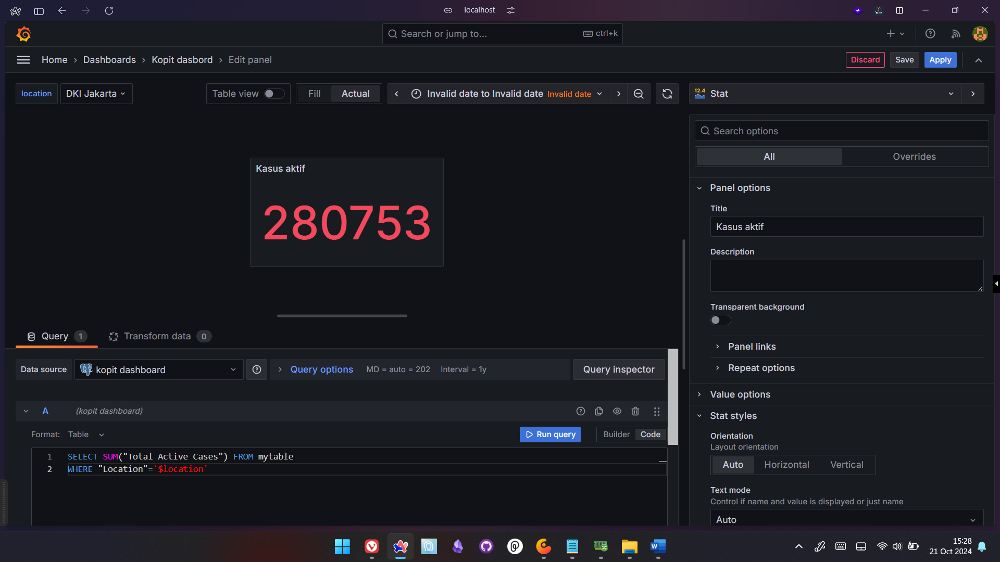 localhost
Search or jump to...
ctrl+k
Home › Dashboards › Kopit dasbord › Edit panel
Discard
Save
Apply
location
DKI Jakarta
Table view
Fill
Actual
Invalid date to Invalid date Invalid date
12.4
Stat
Search options
All
Overrides
Kasus aktif
280753
Panel options
Title
Kasus aktif
Description
Transparent background
Panel links
Repeat options
Value options
Stat styles
Orientation
Layout orientation
Auto
Horizontal
Vertical
Text mode
Control if name and value is displayed or just name
Auto
Query 1
Transform data 0
Data source
kopit dashboard
Query options
MD = auto = 202
Interval = 1y
Query inspector
A
(kopit dashboard)
Format:
Table
Run query
Builder
Code
1 SELECT SUM("Total Active Cases") FROM mytable
2 WHERE "Location"='$location'
15:28
21 Oct 2024